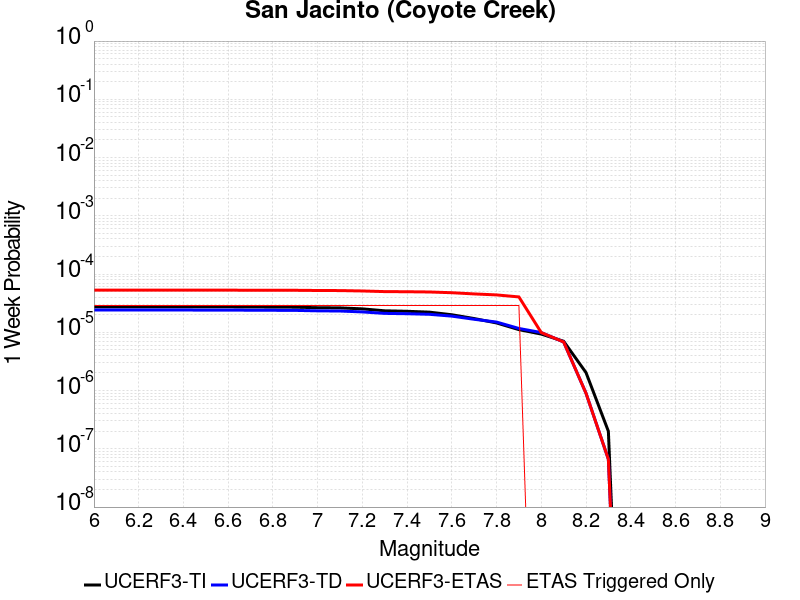 San Jacinto (Coyote Creek)
1 Week Probability
10^0
10^-1
10^-2
10^-3
10^-4
10^-5
10^-6
10^-7
10^-8
6 6.2 6.4 6.6 6.8 7 7.2 7.4 7.6 7.8 8 8.2 8.4 8.6 8.8 9
Magnitude
UCERF3-TI UCERF3-TD UCERF3-ETAS ETAS Triggered Only